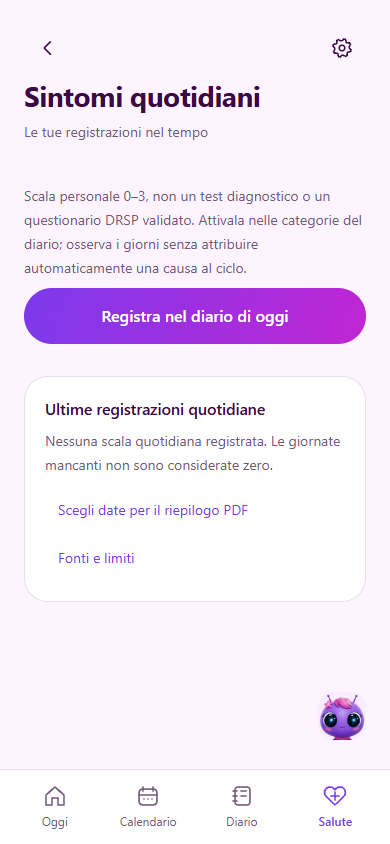 Sintomi quotidiani
Le tue registrazioni nel tempo
Scala personale 0–3, non un test diagnostico o un
questionario DRSP validato. Attivala nelle categorie del
diario; osserva i giorni senza attribuire
automaticamente una causa al ciclo.
Registra nel diario di oggi
Ultime registrazioni quotidiane
Nessuna scala quotidiana registrata. Le giornate
mancanti non sono considerate zero.
Scegli date per il riepilogo PDF
Fonti e limiti
Oggi
Calendario
Diario
Salute